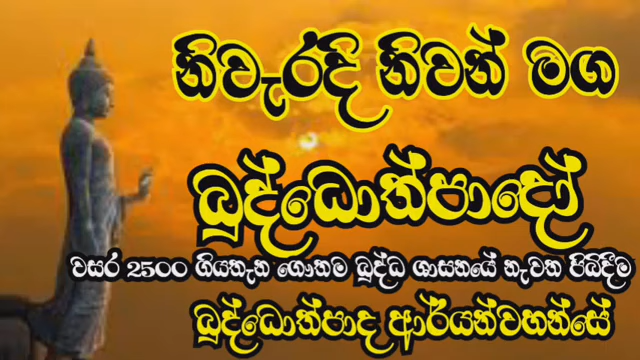 නිවැරදි නිවන් මග
බුද්ධොත්පාදෝ
වසර 2500 ගියතැන ගෞතම බුද්ධ ශාසනයේ නැවත පිබිදීම
බුද්ධොත්පාද ආර්යන්වහන්සේ